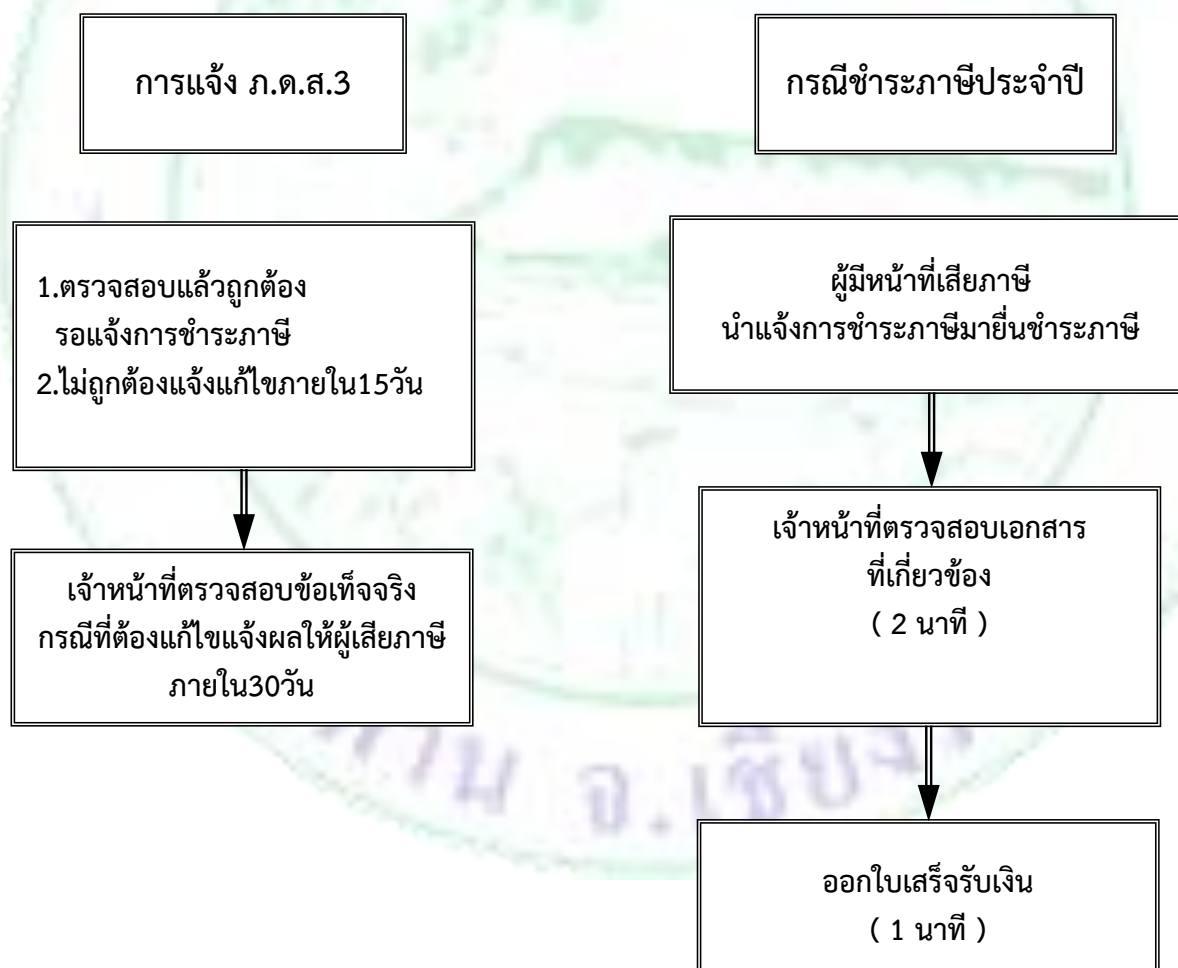 การแจ้ง ภ.ด.ส.3
1.ตรวจสอบแล้วถูกต้อง
รอแจ้งการชำระภาษี
2.ไม่ถูกต้องแจ้งแก้ไขภายใน15วัน
เจ้าหน้าที่ตรวจสอบข้อเท็จจริง
กรณีที่ต้องแก้ไขแจ้งผลให้ผู้เสียภาษี
ภายใน30วัน
กรณีชำระภาษีประจำปี
ผู้มีหน้าที่เสียภาษี
นำแจ้งการชำระภาษีมายื่นชำระภาษี
เจ้าหน้าที่ตรวจสอบเอกสาร
ที่เกี่ยวข้อง
( 2 นาที )
ออกใบเสร็จรับเงิน
( 1 นาที )
จ.